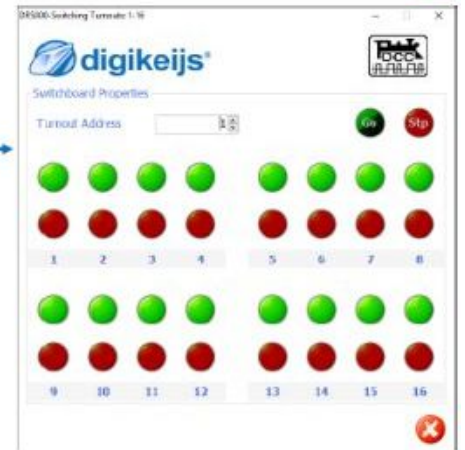 DR5000-Switching Turnouts 1-16
digikeijs®
DCC
Switchboard Properties
Turnout Address
1
Go
Stp
1 2 3 4 5 6 7 8
9 10 11 12 13 14 15 16